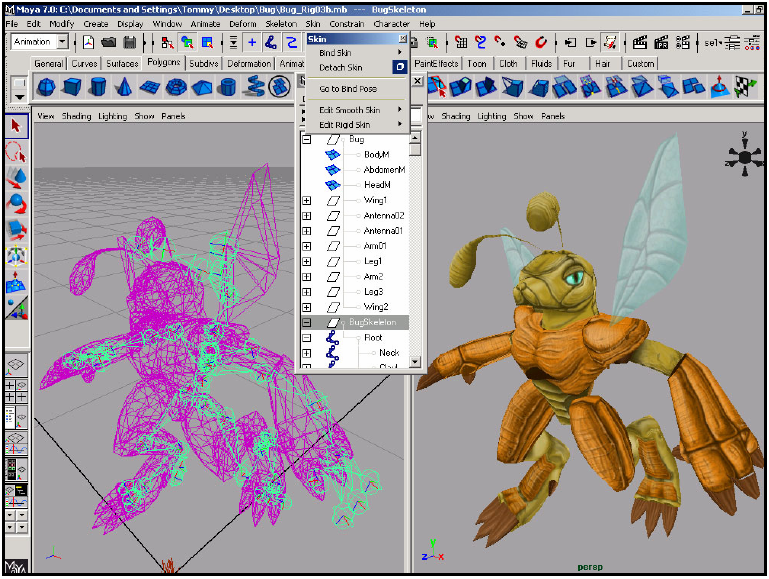 Maya 7.0: C:\Documents and Settings\Tommy\Desktop\Bug\Bug_Rig03b.mb --- BugSkeleton
File Edit Modify Create Display Window Animate Deform Skeleton Skin Constrain Character Help
Animation
sel
Skin
Bind Skin
Detach Skin
Go to Bind Pose
Edit Smooth Skin
Edit Rigid Skin
General Curves Surfaces Polygons Subdivs Deformation Animat
PaintEffects Toon Cloth Fluids Fur Hair Custom
View Shading Lighting Show Panels
Shading Lighting Show Panels
Bug
BodyM
AbdomenM
HeadM
Wing1
Antenna02
Antenna01
Arm01
Leg1
Arm2
Leg3
Wing2
BugSkeleton
Root
Neck
y
z
x
y
z
x
persp